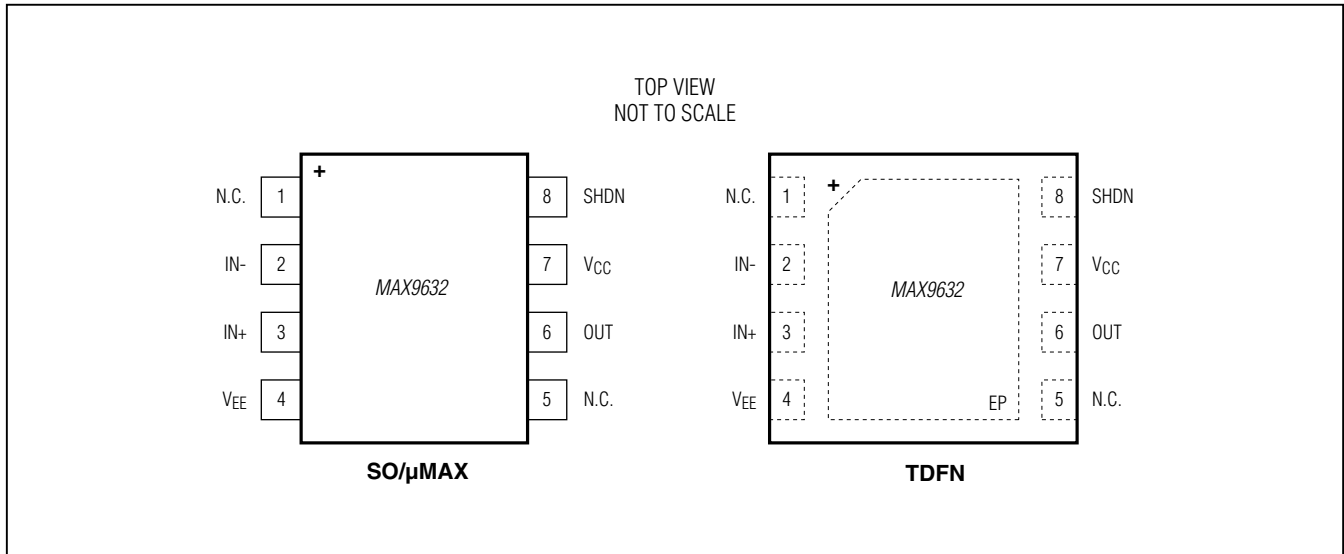 TOP VIEW
NOT TO SCALE
+
N.C. 1
8 SHDN
IN- 2
7 VCC
MAX9632
IN+ 3
6 OUT
VEE 4
5 N.C.
SO/µMAX
+
N.C. 1
8 SHDN
IN- 2
7 VCC
MAX9632
IN+ 3
6 OUT
VEE 4
EP
5 N.C.
TDFN